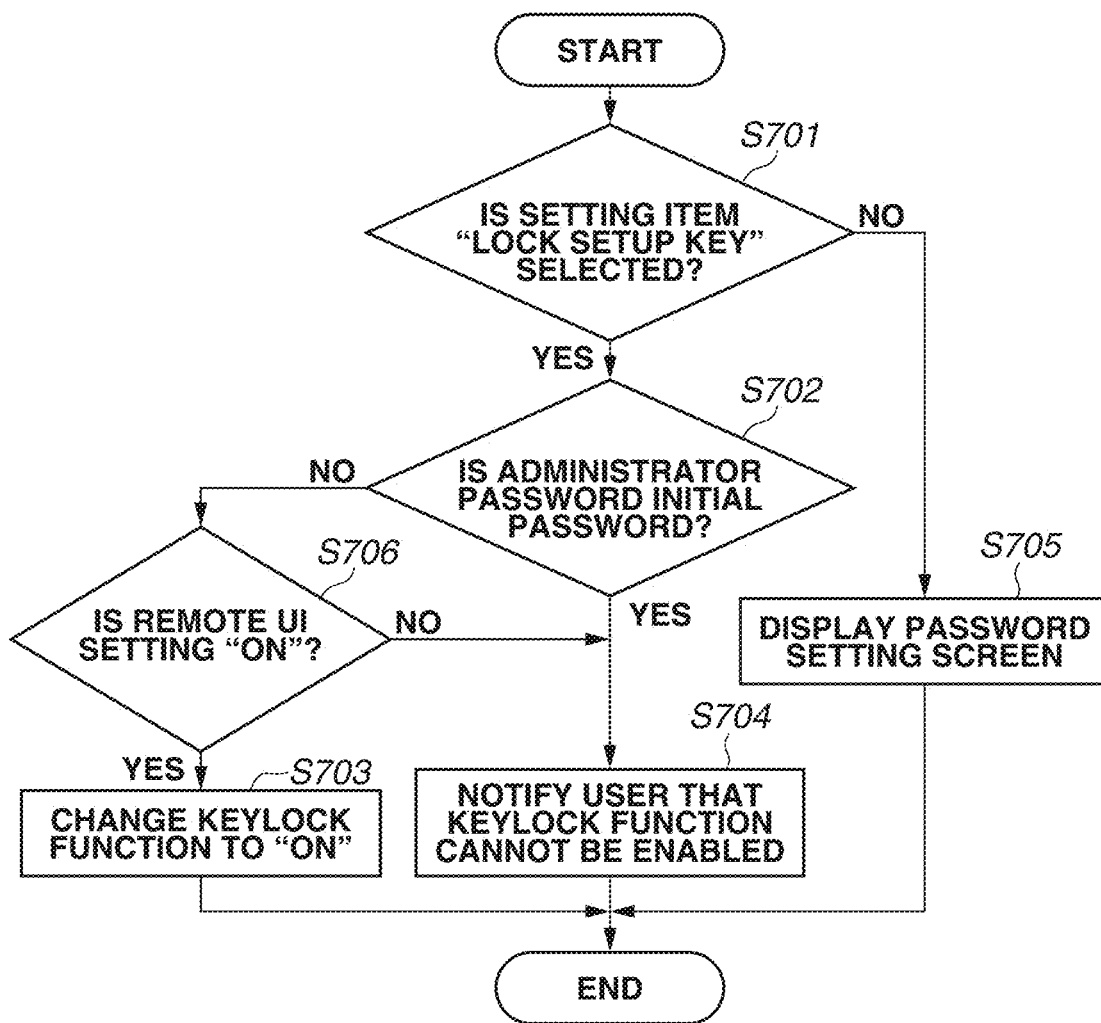 START
S701
IS SETTING ITEM
“LOCK SETUP KEY”
SELECTED?
NO
YES
S702
IS ADMINISTRATOR
PASSWORD INITIAL
PASSWORD?
NO
YES
S706
IS REMOTE UI
SETTING “ON”?
NO
YES
S705
DISPLAY PASSWORD
SETTING SCREEN
S703
CHANGE KEYLOCK
FUNCTION TO “ON”
S704
NOTIFY USER THAT
KEYLOCK FUNCTION
CANNOT BE ENABLED
END